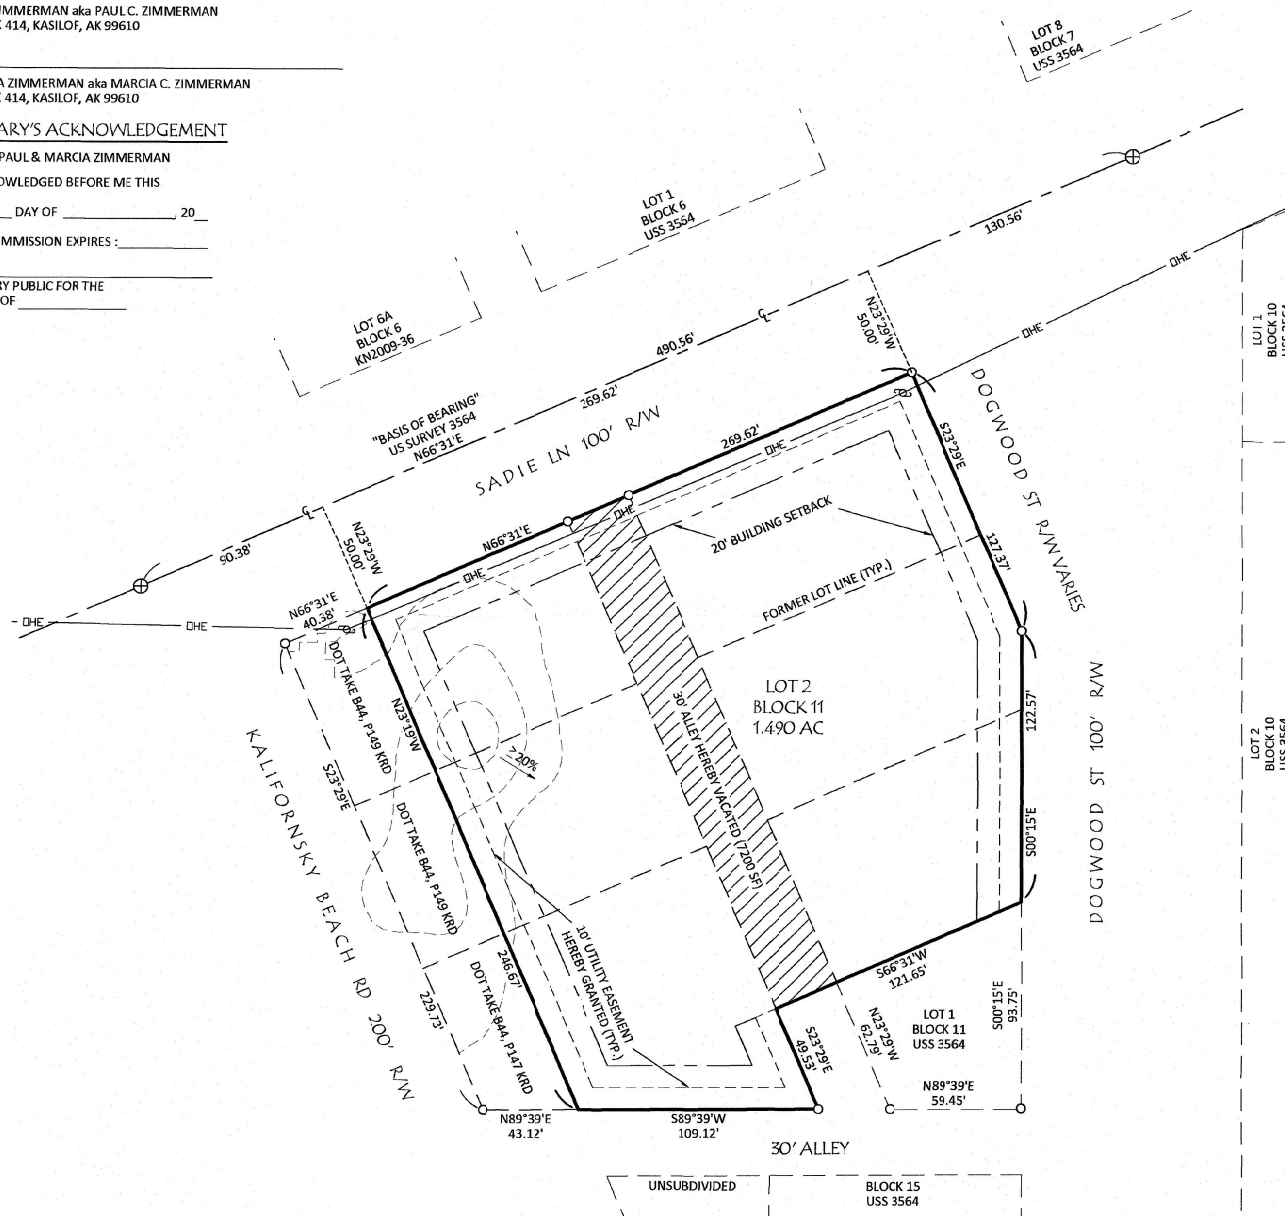 IMMERMAN aka PAUL C. ZIMMERMAN
414, KASILOF, AK 99610
A ZIMMERMAN aka MARCIA C. ZIMMERMAN
414, KASILOF, AK 99610
ARY'S ACKNOWLEDGEMENT
PAUL & MARCIA ZIMMERMAN
OWLEDGED BEFORE ME THIS
__ DAY OF ________________, 20__
MMISSION EXPIRES :____________
RY PUBLIC FOR THE
OF ______________
LOT 8
BLOCK 7
USS 3564
LOT 1
BLOCK 6
USS 3564
LOT 6A
BLOCK 6
KN2009-36
130.56'
OHE
OHE
N23°29'W
50.00'
490.56'
269.62'
"BASIS OF BEARING"
US SURVEY 3564
N66°31'E
SADIE LN 100' R/W
269.62'
OHE
OHE
N66°31'E
OHE
90.38'
N23°29'W
50.00'
N66°31'E
40.38'
OHE
OHE
DOGWOOD ST R/W VARIES
S23°29'E
127.37'
20' BUILDING SETBACK
FORMER LOT LINE (TYP.)
LOT 2
BLOCK 11
1.490 AC
30' ALLEY HEREBY VACATED (7200 SF)
122.57'
S00°15'E
DOGWOOD ST 100' R/W
DOT TAKE B44, P149 KRD
N23°19'W
>20%
KALIFORNSKY BEACH RD 200' R/W
S23°29'E
DOT TAKE B44, P149 KRD
246.67'
229.73'
DOT TAKE B44, P147 KRD
10' UTILITY EASEMENT
HEREBY GRANTED (TYP.)
S66°31'W
121.65'
N23°29'W
62.79'
LOT 1
BLOCK 11
USS 3564
S00°15'E
93.75'
S23°29'E
49.53'
N89°39'E
59.45'
N89°39'E
43.12'
S89°39'W
109.12'
30' ALLEY
UNSUBDIVIDED
BLOCK 15
USS 3564
LOT 1
BLOCK 10
LOT 2
BLOCK 10